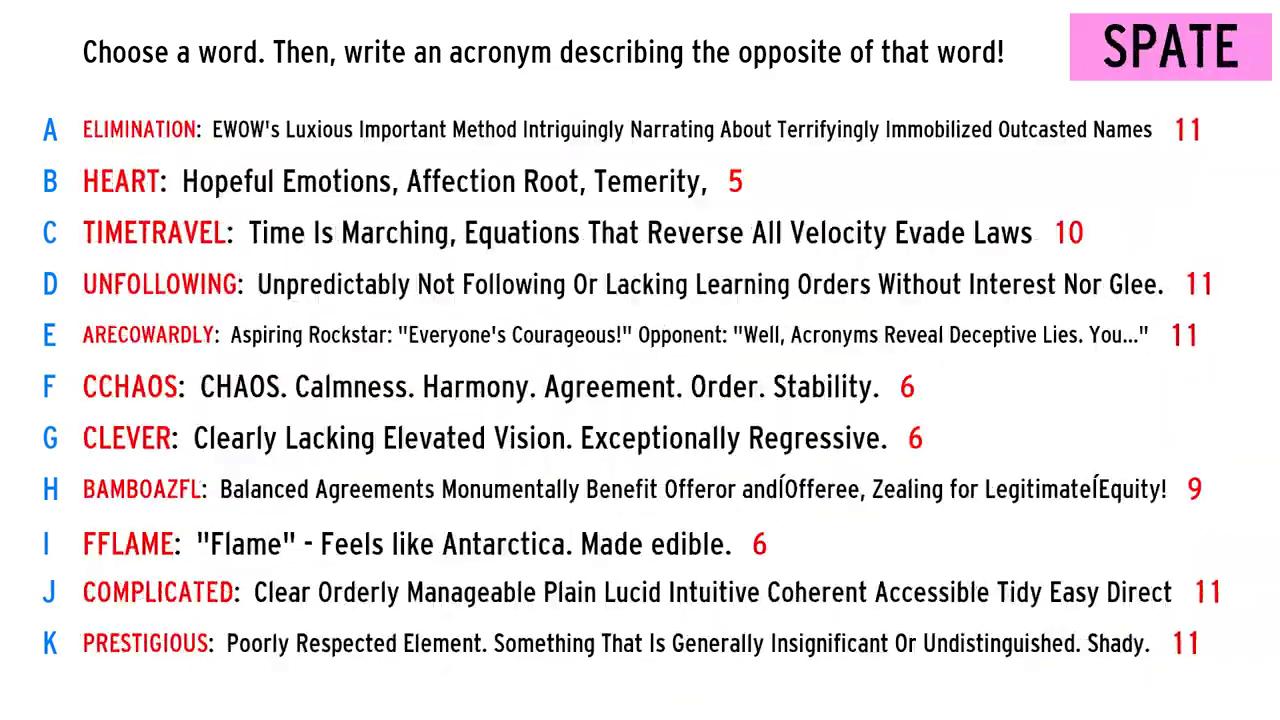 Choose a word. Then, write an acronym describing the opposite of that word!
SPATE
A ELIMINATION: EWOW's Luxious Important Method Intriguingly Narrating About Terrifyingly Immobilized Outcasted Names 11
B HEART: Hopeful Emotions, Affection Root, Temerity, 5
C TIMETRAVEL: Time Is Marching, Equations That Reverse All Velocity Evade Laws 10
D UNFOLLOWING: Unpredictably Not Following Or Lacking Learning Orders Without Interest Nor Glee. 11
E ARECOWARDLY: Aspiring Rockstar: "Everyone's Courageous!" Opponent: "Well, Acronyms Reveal Deceptive Lies. You..." 11
F CCHAOS: CHAOS. Calmness. Harmony. Agreement. Order. Stability. 6
G CLEVER: Clearly Lacking Elevated Vision. Exceptionally Regressive. 6
H BAMBOAZFL: Balanced Agreements Monumentally Benefit Offeror andÍOfferee, Zealing for LegitimateÍEquity! 9
I FFLAME: "Flame" - Feels like Antarctica. Made edible. 6
J COMPLICATED: Clear Orderly Manageable Plain Lucid Intuitive Coherent Accessible Tidy Easy Direct 11
K PRESTIGIOUS: Poorly Respected Element. Something That Is Generally Insignificant Or Undistinguished. Shady. 11